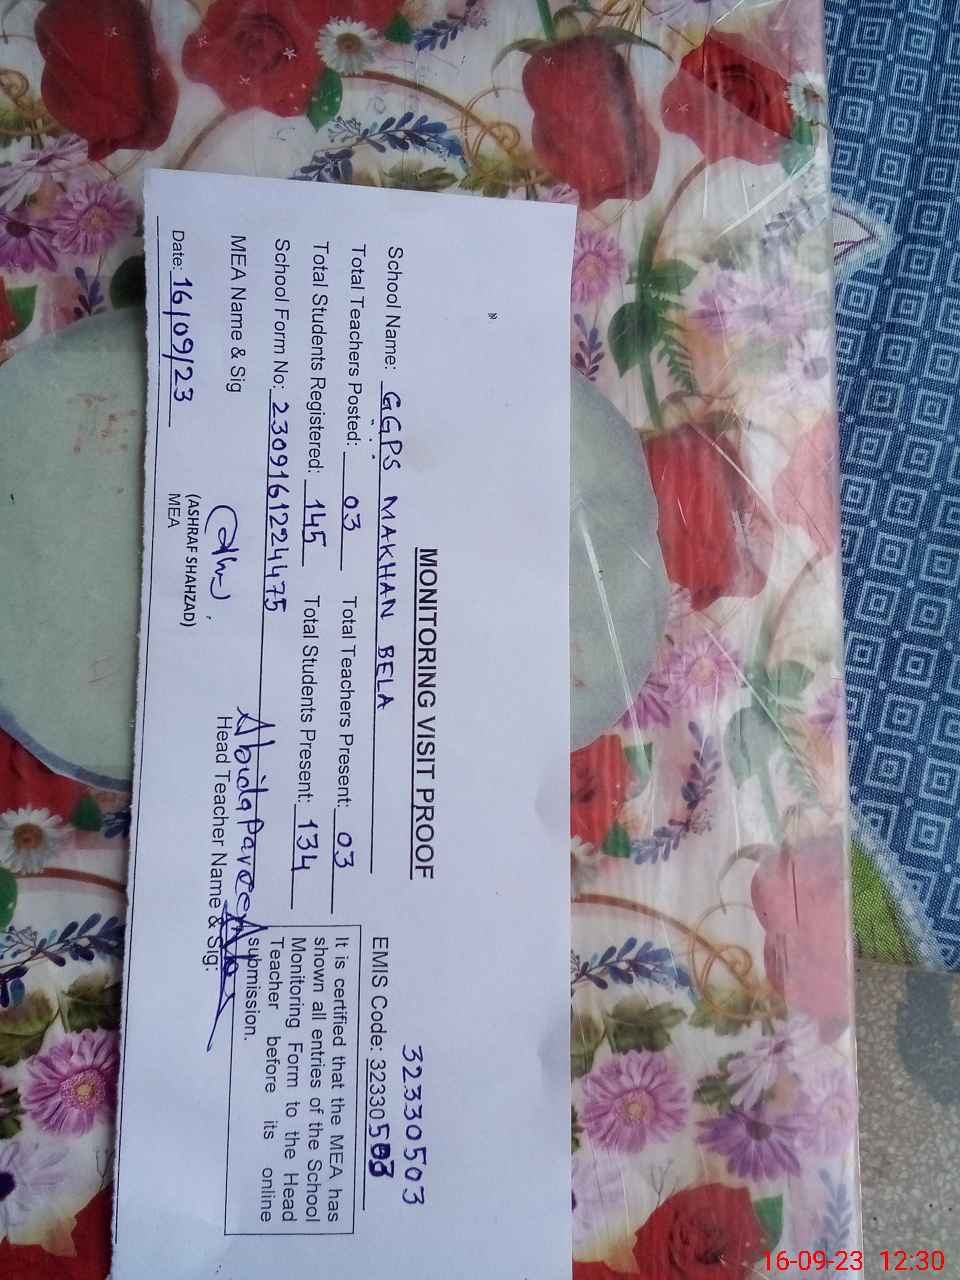 MONITORING VISIT PROOF
32330503
School Name: GGPS MAKHAN BELA EMIS Code: 32330503
Total Teachers Posted: 03 Total Teachers Present: 03
Total Students Registered: 145 Total Students Present: 134
It is certified that the MEA has
shown all entries of the School
Monitoring Form to the Head
Teacher before its online
submission.
School Form No: 2309161224475
Abida Parveen
MEA Name & Sig Head Teacher Name & Sig:
(ASHRAF SHAHZAD)
MEA
Date: 16/09/23
16-09-23 12:30